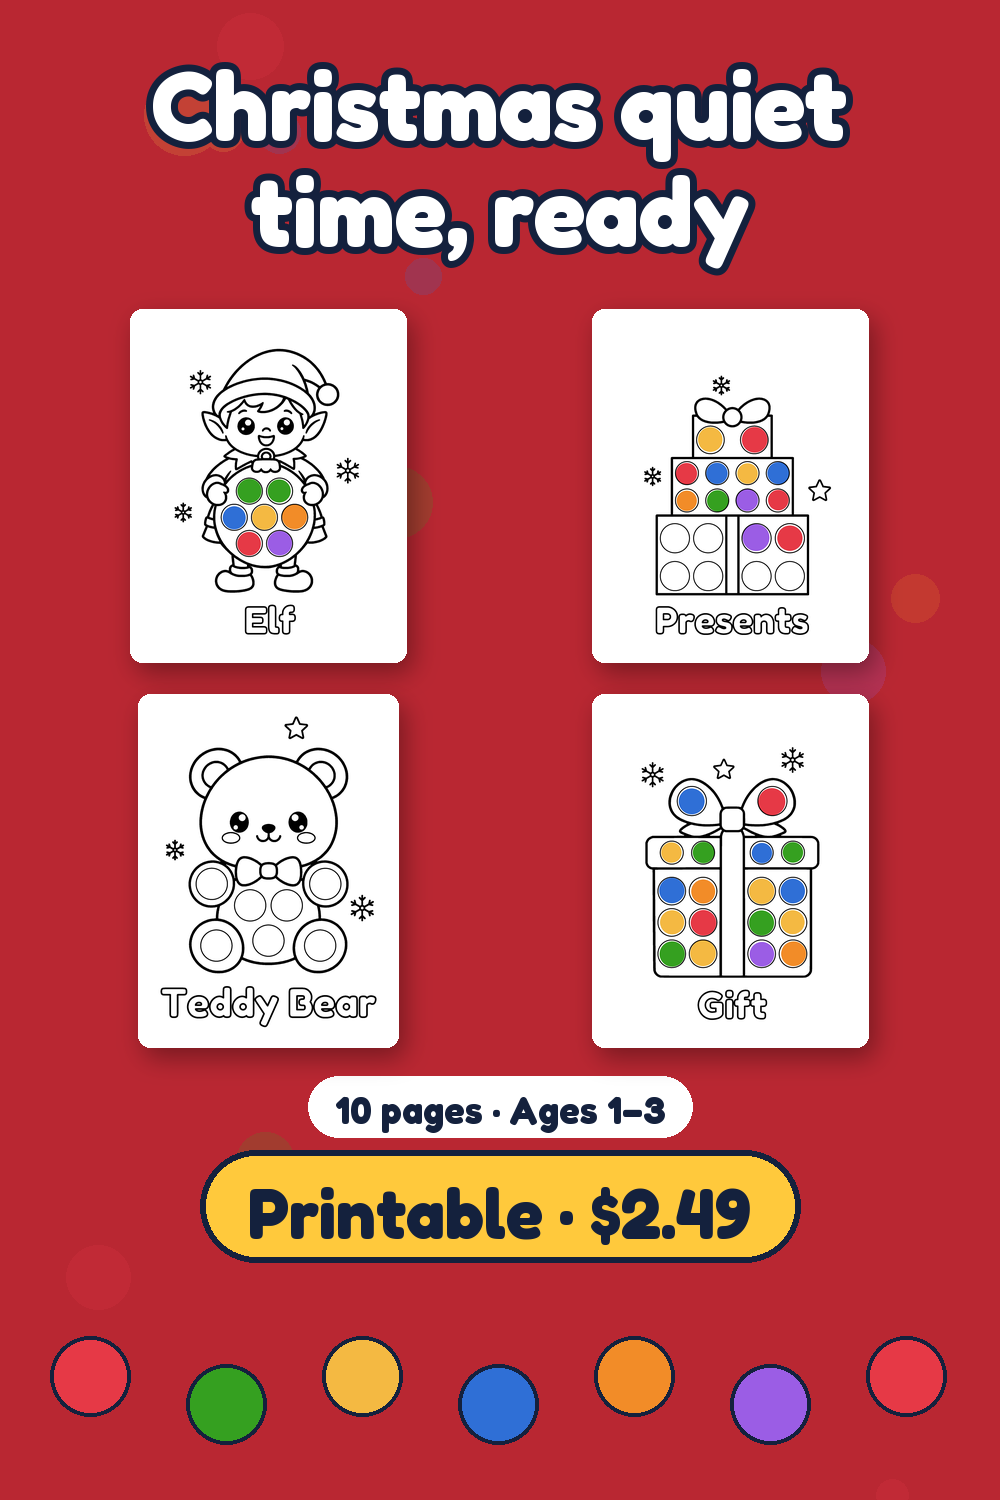 Christmas quiet
time, ready
Elf
Presents
Teddy Bear
Gift
10 pages · Ages 1–3
Printable · $2.49